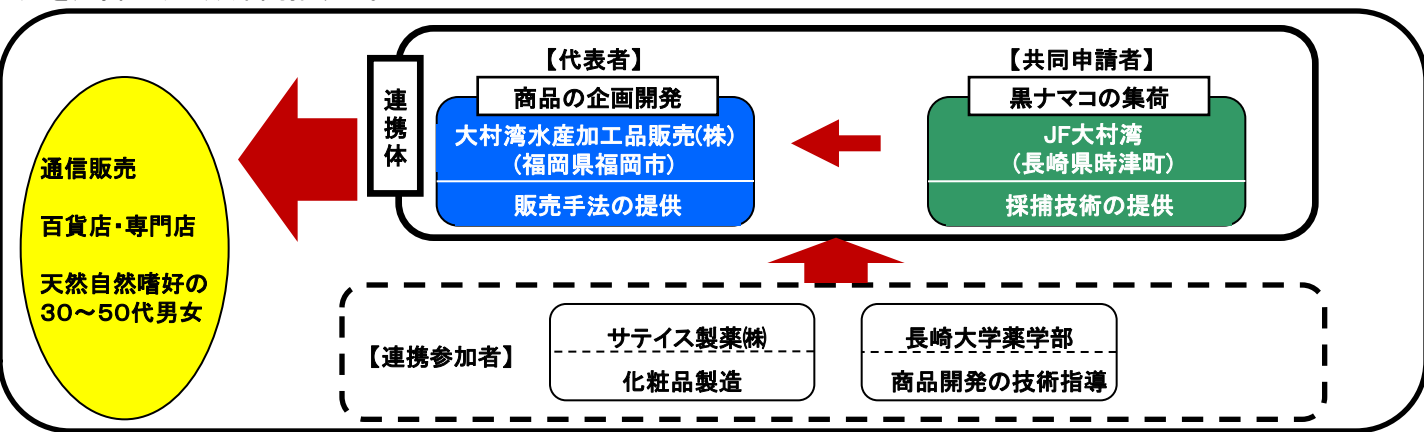 連携体
【代表者】
商品の企画開発
大村湾水産加工品販売(株)
(福岡県福岡市)
販売手法の提供
【共同申請者】
黒ナマコの集荷
JF大村湾
(長崎県時津町)
採捕技術の提供
通信販売
百貨店・専門店
天然自然嗜好の
30～50代男女
【連携参加者】
サテイス製薬㈱
化粧品製造
長崎大学薬学部
商品開発の技術指導